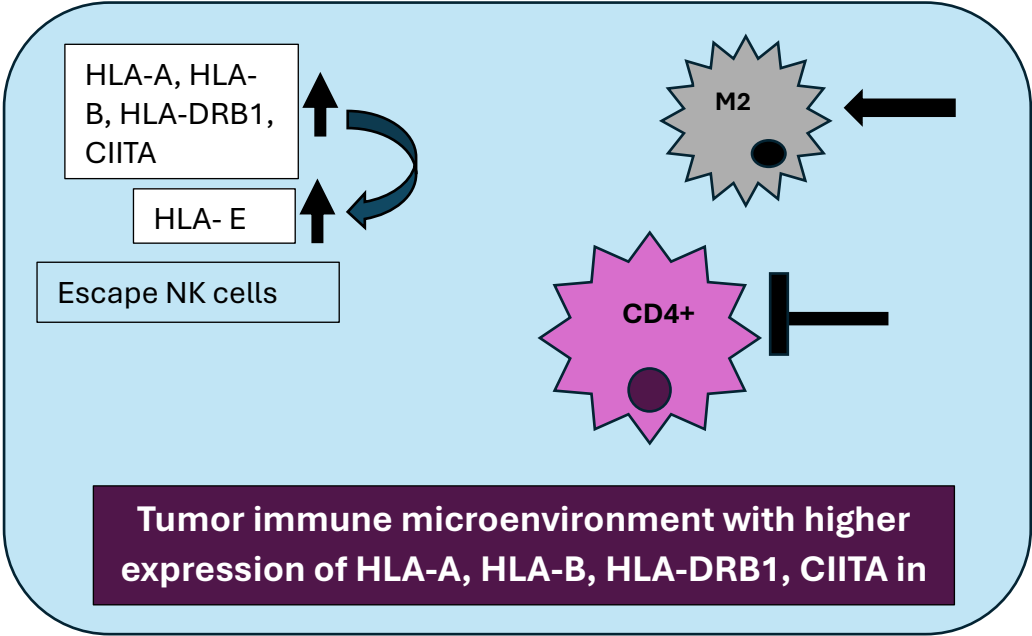 HLA-A, HLA-
B, HLA-DRB1,
CIITA
M2
HLA- E
Escape NK cells
CD4+
Tumor immune microenvironment with higher
expression of HLA-A, HLA-B, HLA-DRB1, CIITA in